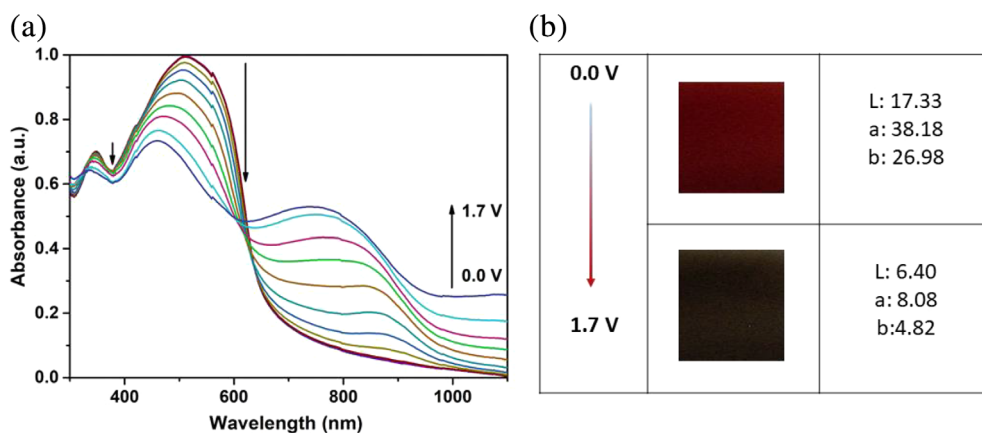 (a)
1.0
0.8
0.6
0.4
0.2
0.0
Absorbance (a.u.)
400
600
800
1000
Wavelength (nm)
1.7 V
0.0 V
(b)
0.0 V
1.7 V
L: 17.33
a: 38.18
b: 26.98
L: 6.40
a: 8.08
b:4.82